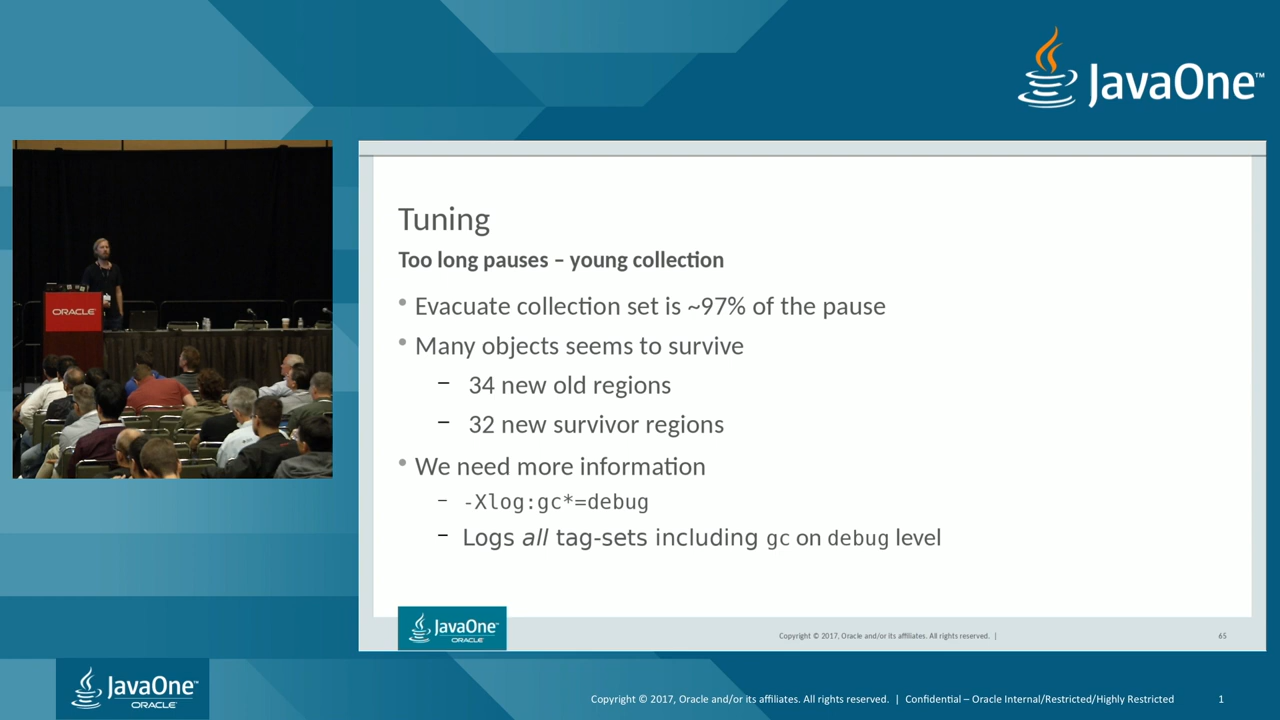 JavaOne™
ORACLE
Tuning
Too long pauses – young collection
• Evacuate collection set is ~97% of the pause
• Many objects seems to survive
– 34 new old regions
– 32 new survivor regions
• We need more information
– -Xlog:gc*=debug
– Logs all tag-sets including gc on debug level
JavaOne™
ORACLE
Copyright © 2017, Oracle and/or its affiliates. All rights reserved. |
65
JavaOne™
ORACLE
Copyright © 2017, Oracle and/or its affiliates. All rights reserved. | Confidential – Oracle Internal/Restricted/Highly Restricted
1